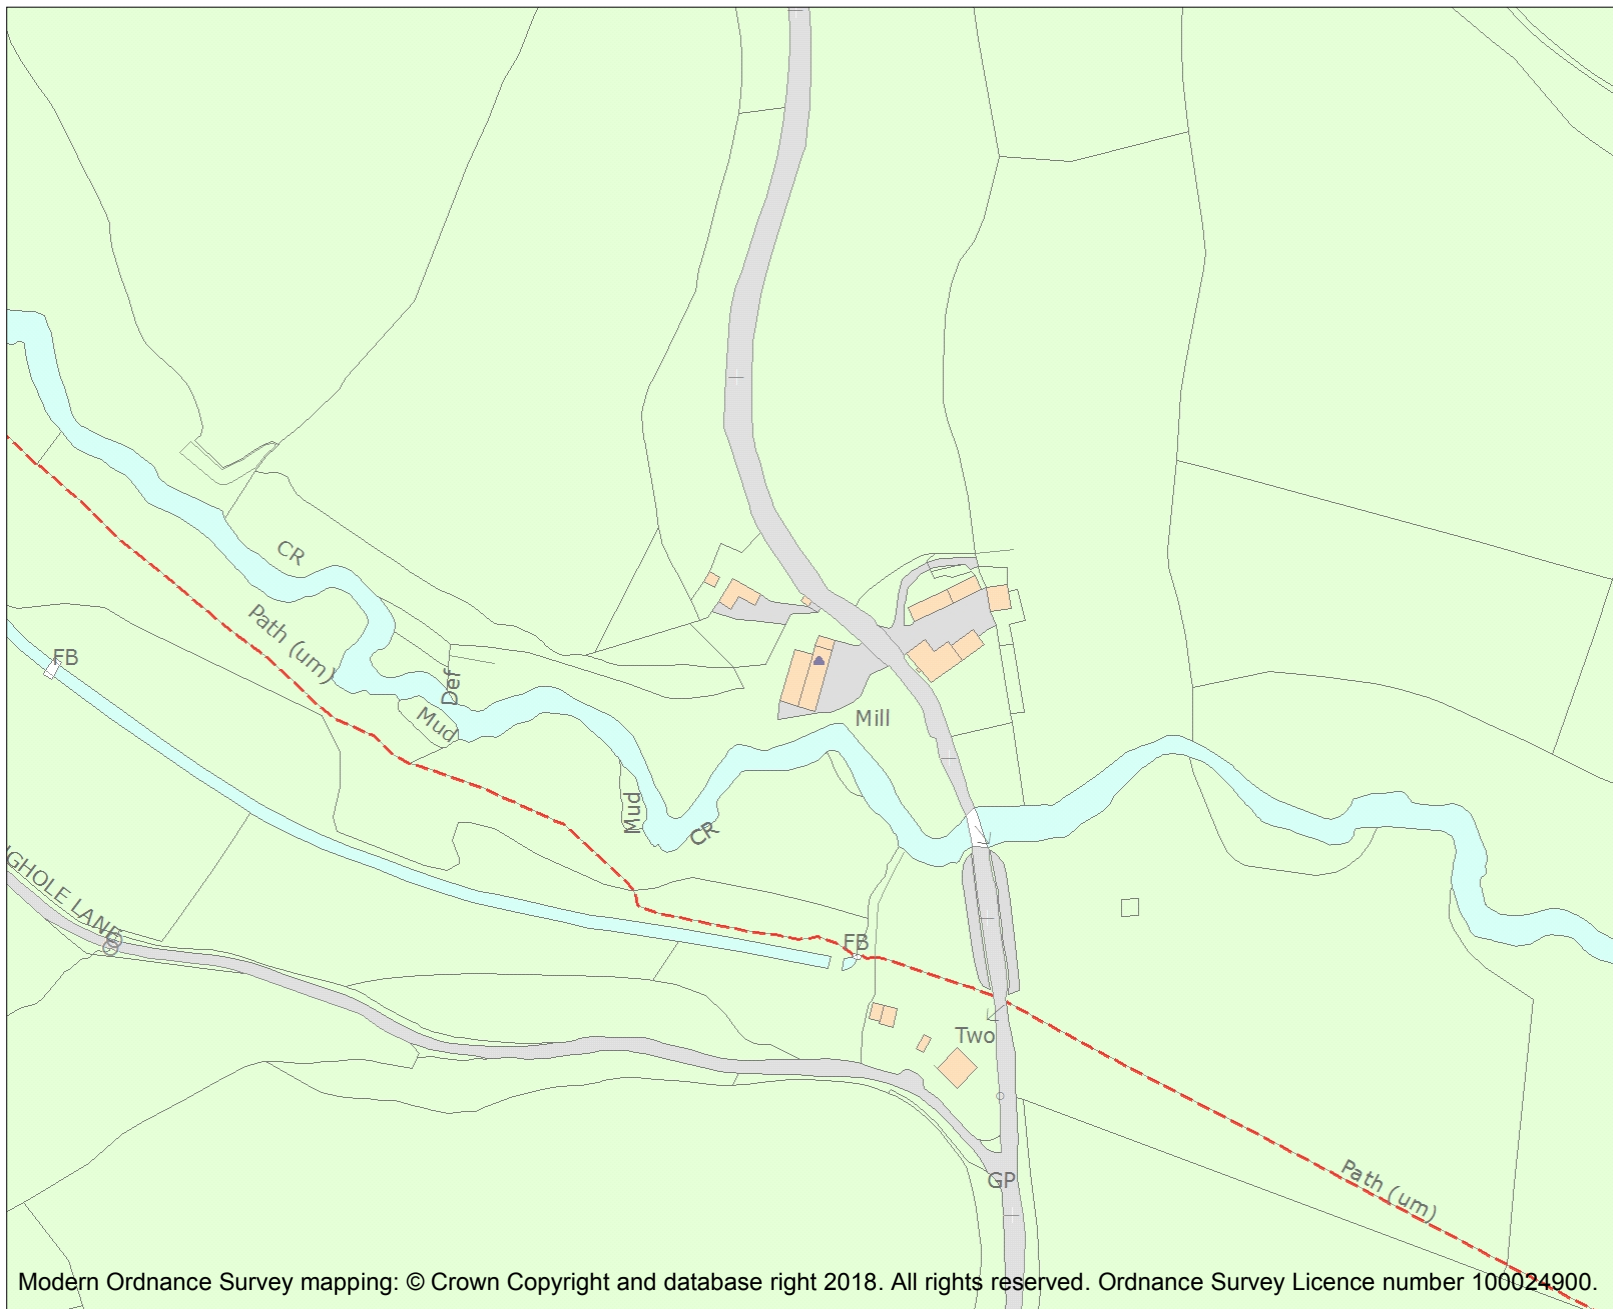 CR
Path (um)
FB
Def
Mud
Mill
Mud
CR
GHOLE LANE
FB
Two
Path (um)
GP
Modern Ordnance Survey mapping: © Crown Copyright and database right 2018. All rights reserved. Ordnance Survey Licence number 100024900.